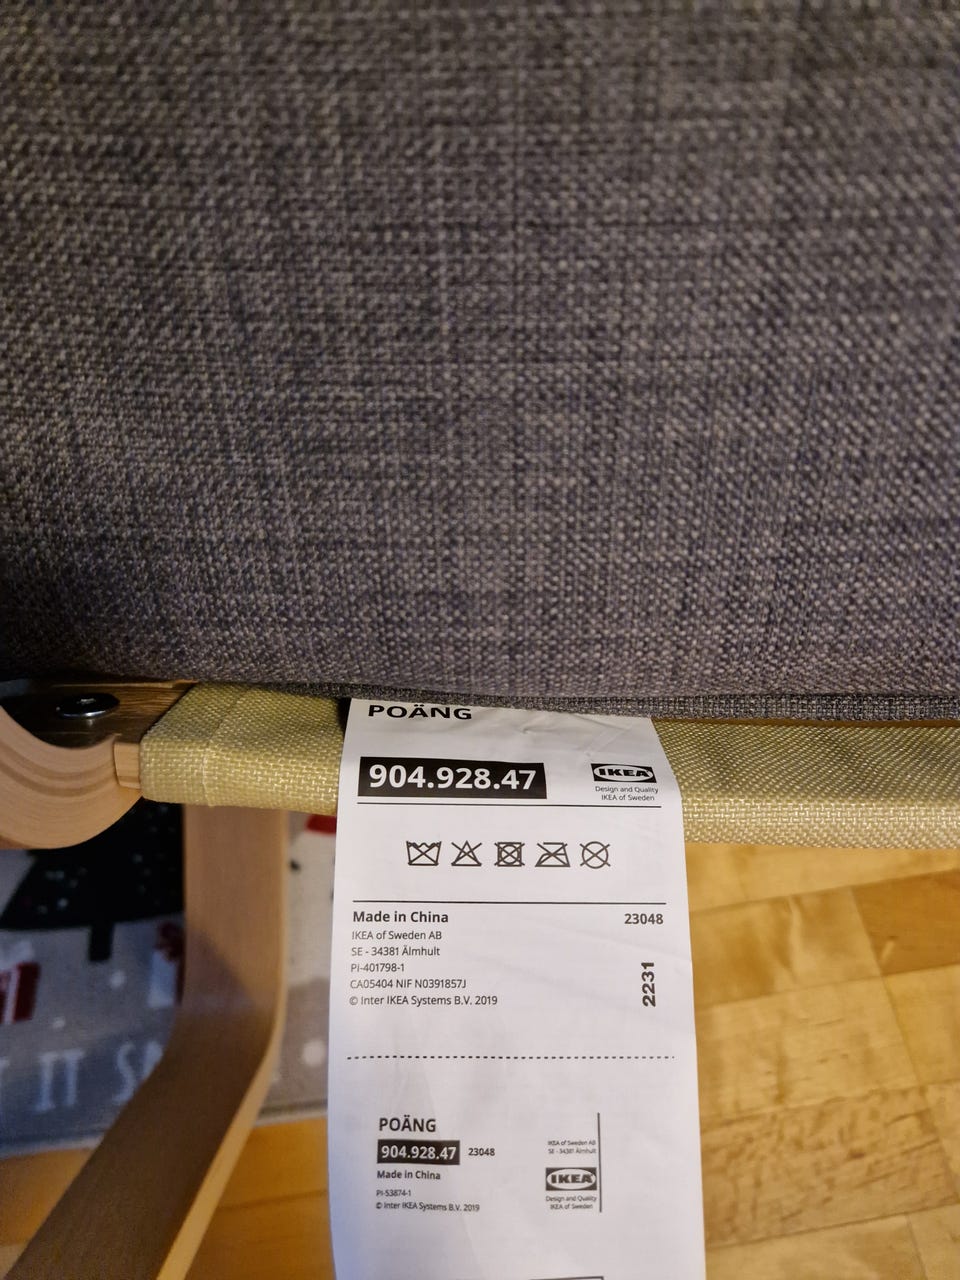 POÄNG
904.928.47
IKEA
Design and Quality
IKEA of Sweden
Made in China
23048
IKEA of Sweden AB
SE - 34381 Älmhult
PI-401798-1
CA05404 NIF N0391857J
© Inter IKEA Systems B.V. 2019
2231
POÄNG
904.928.47 23048
Made in China
PI-53874-1
© Inter IKEA Systems B.V. 2019
IKEA of Sweden AB
SE - 34381 Älmhult
IKEA
Design and Quality
IKEA of Sweden
T IT S